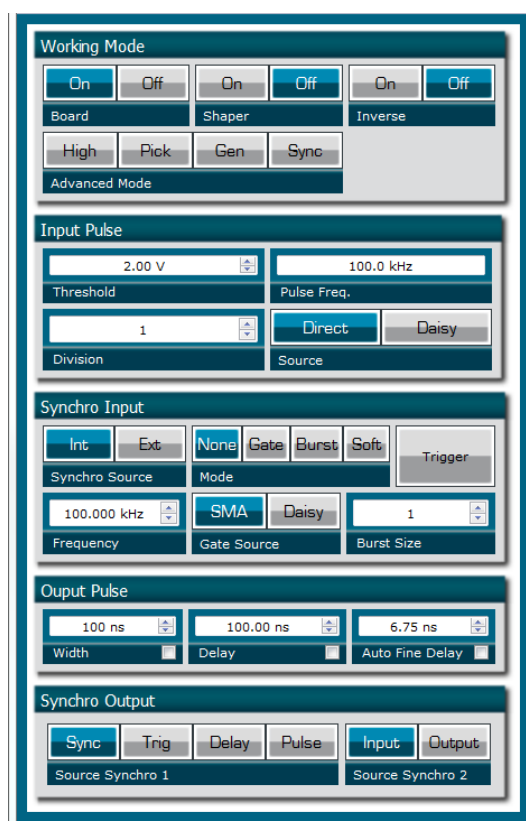 Working Mode
On Off On Off On Off
Board Shaper Inverse
High Pick Gen Sync
Advanced Mode
Input Pulse
2.00 V 100.0 kHz
Threshold Pulse Freq.
1 Direct Daisy
Division Source
Synchro Input
Int Ext None Gate Burst Soft Trigger
Synchro Source Mode
100.000 kHz SMA Daisy 1
Frequency Gate Source Burst Size
Ouput Pulse
100 ns 100.00 ns 6.75 ns
Width Delay Auto Fine Delay
Synchro Output
Sync Trig Delay Pulse Input Output
Source Synchro 1 Source Synchro 2